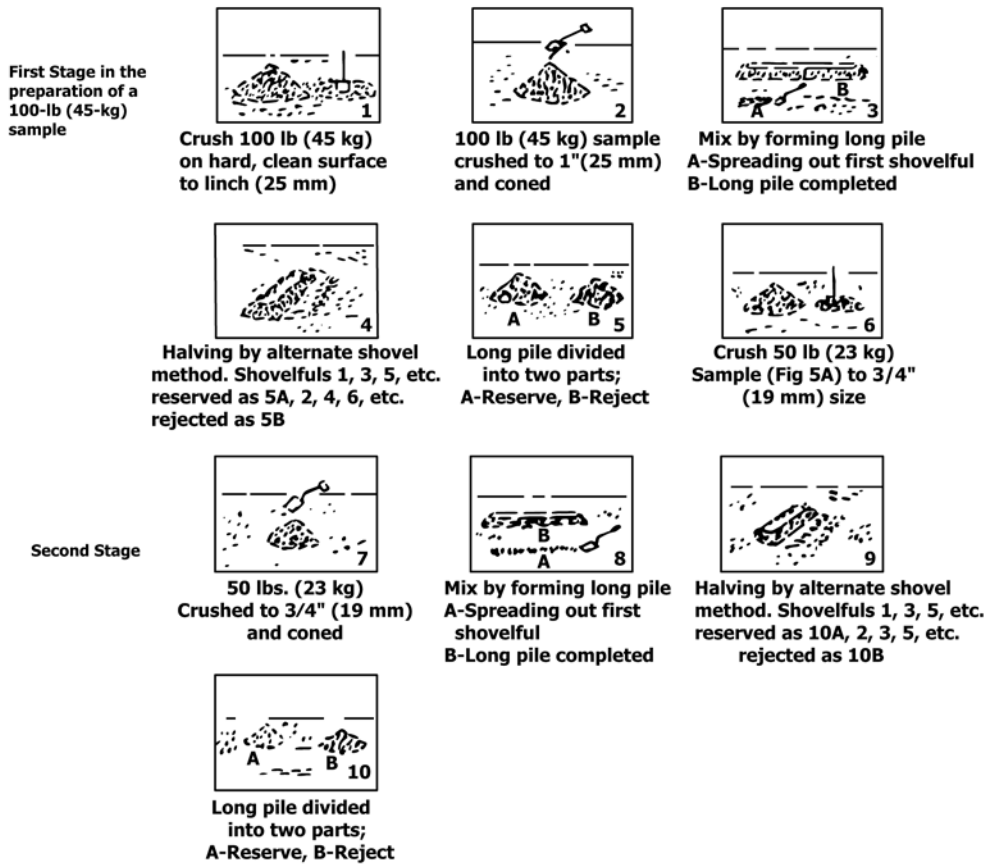 First Stage in the
preparation of a
100-lb (45-kg)
sample
1
Crush 100 lb (45 kg)
on hard, clean surface
to linch (25 mm)
2
100 lb (45 kg) sample
crushed to 1"(25 mm)
and coned
B
A
3
Mix by forming long pile
A-Spreading out first shovelful
B-Long pile completed
4
Halving by alternate shovel
method. Shovelfuls 1, 3, 5, etc.
reserved as 5A, 2, 4, 6, etc.
rejected as 5B
A
B
5
Long pile divided
into two parts;
A-Reserve, B-Reject
6
Crush 50 lb (23 kg)
Sample (Fig 5A) to 3/4"
(19 mm) size
Second Stage
7
50 lbs. (23 kg)
Crushed to 3/4" (19 mm)
and coned
B
A
8
Mix by forming long pile
A-Spreading out first
shovelful
B-Long pile completed
9
Halving by alternate shovel
method. Shovelfuls 1, 3, 5, etc.
reserved as 10A, 2, 3, 5, etc.
rejected as 10B
A
B
10
Long pile divided
into two parts;
A-Reserve, B-Reject